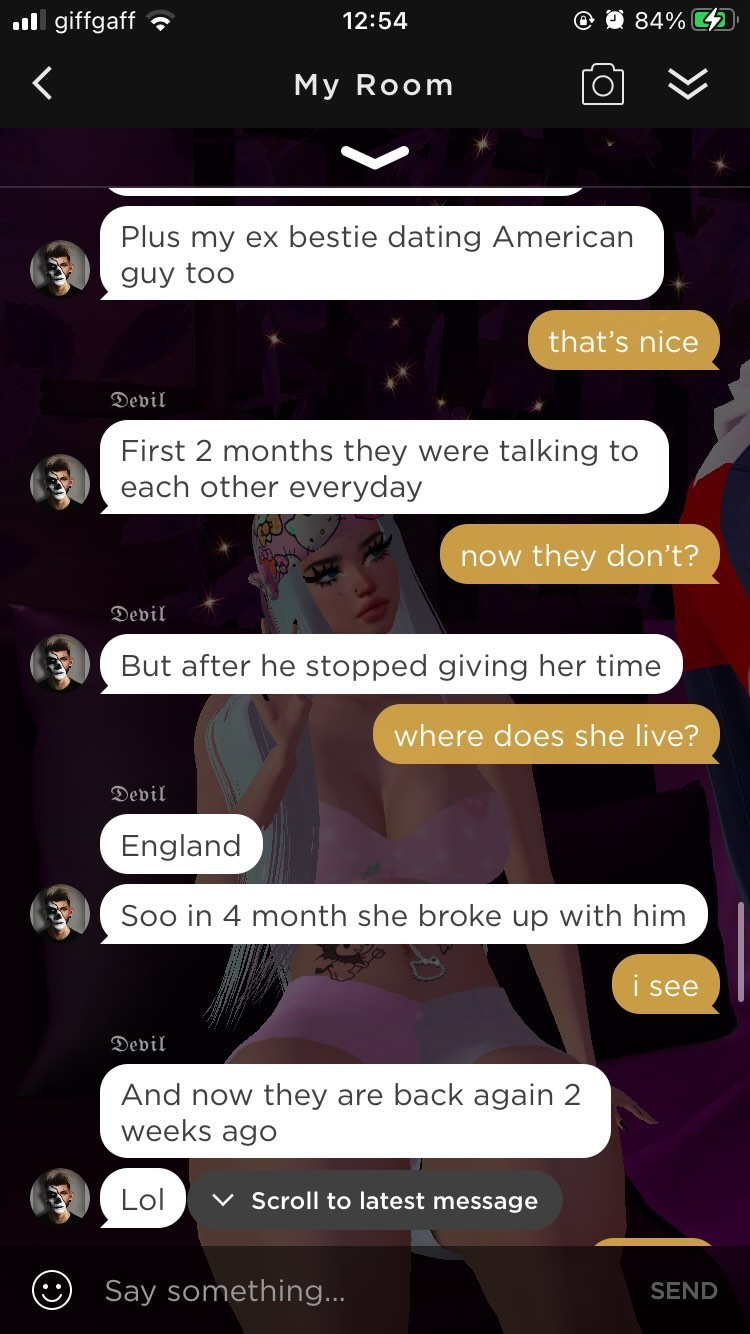 giffgaff
12:54
84%
My Room
Plus my ex bestie dating American
guy too
that's nice
Devil
First 2 months they were talking to
each other everyday
now they don't?
Devil
But after he stopped giving her time
where does she live?
Devil
England
Soo in 4 month she broke up with him
i see
Devil
And now they are back again 2
weeks ago
Lol
Scroll to latest message
Say something...
SEND